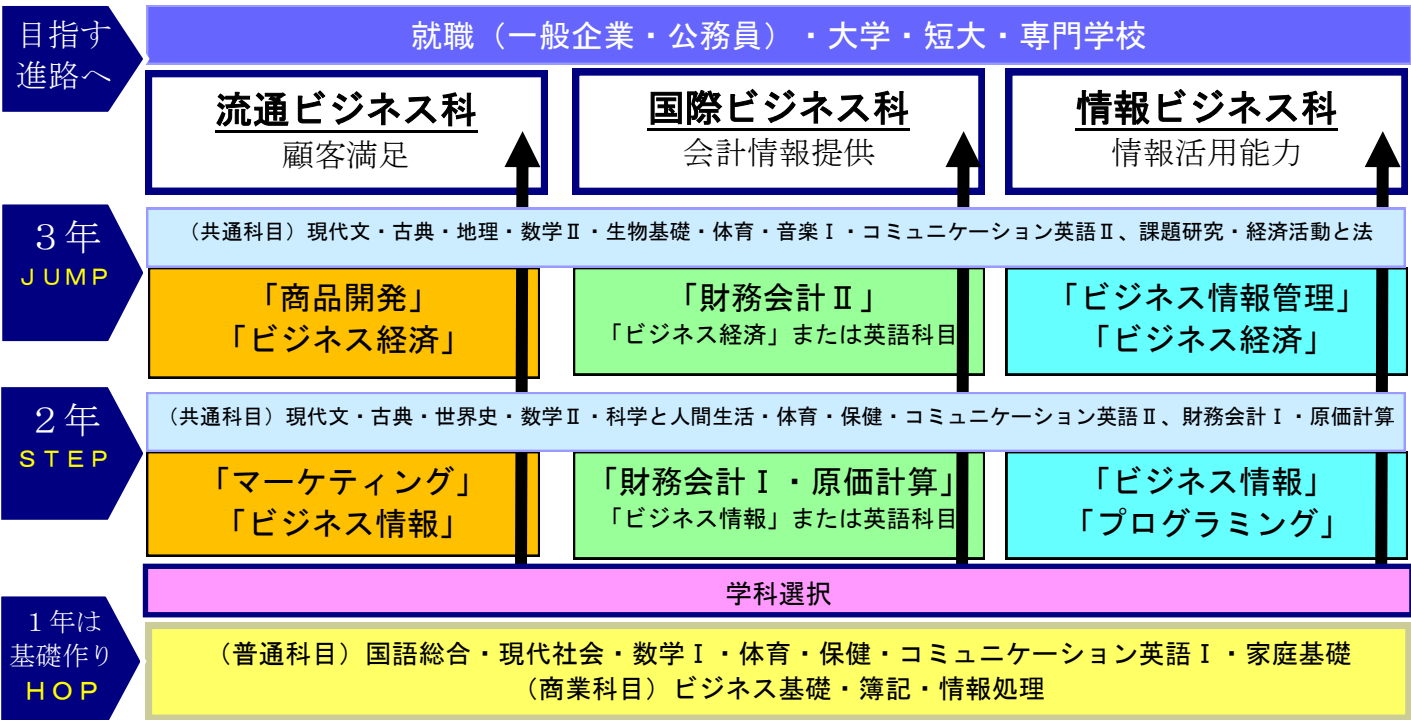 目指す
進路へ
就職（一般企業・公務員）・大学・短大・専門学校
流通ビジネス科
顧客満足
国際ビジネス科
会計情報提供
情報ビジネス科
情報活用能力
３年
ＪＵＭＰ
（共通科目）現代文・古典・地理・数学Ⅱ・生物基礎・体育・音楽Ⅰ・コミュニケーション英語Ⅱ、課題研究・経済活動と法
「商品開発」
「ビジネス経済」
「財務会計Ⅱ」
「ビジネス経済」または英語科目
「ビジネス情報管理」
「ビジネス経済」
２年
ＳＴＥＰ
（共通科目）現代文・古典・世界史・数学Ⅱ・科学と人間生活・体育・保健・コミュニケーション英語Ⅱ、財務会計Ⅰ・原価計算
「マーケティング」
「ビジネス情報」
「財務会計Ⅰ・原価計算」
「ビジネス情報」または英語科目
「ビジネス情報」
「プログラミング」
学科選択
１年は
基礎作り
ＨＯＰ
（普通科目）国語総合・現代社会・数学Ⅰ・体育・保健・コミュニケーション英語Ⅰ・家庭基礎
（商業科目）ビジネス基礎・簿記・情報処理